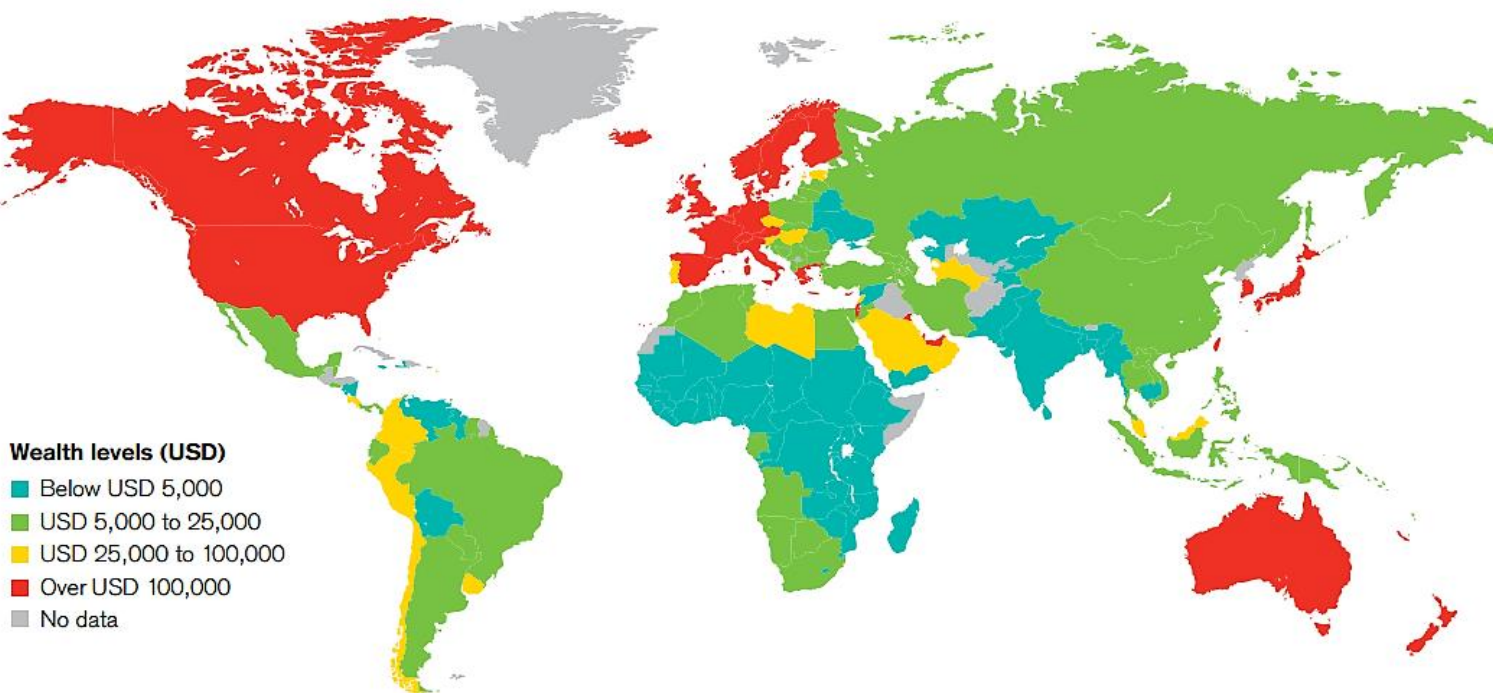 Wealth levels (USD)
Below USD 5,000
USD 5,000 to 25,000
USD 25,000 to 100,000
Over USD 100,000
No data